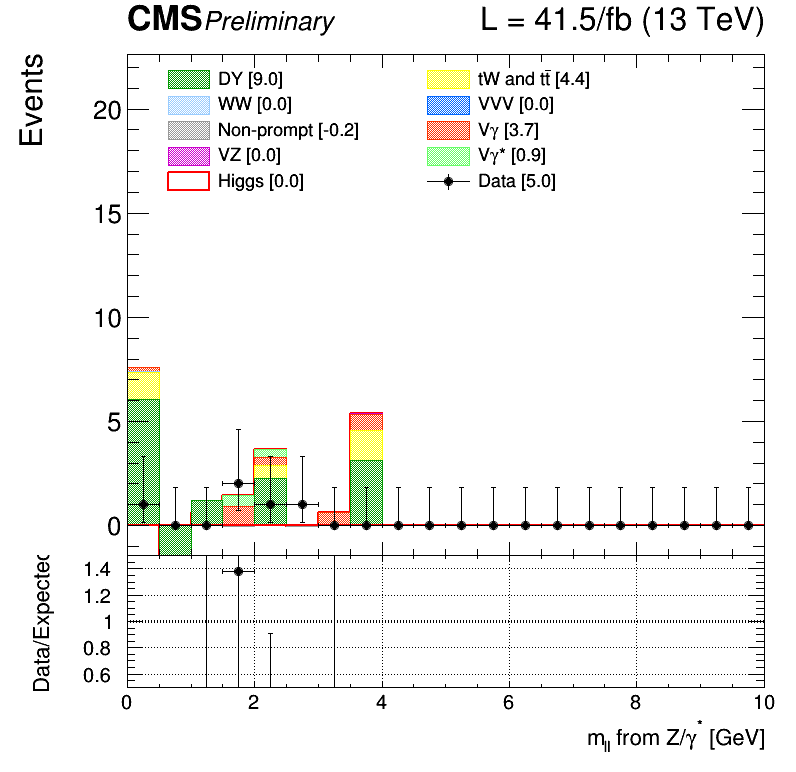 CMS Preliminary L = 41.5/fb (13 TeV)
Events
DY [9.0]
WW [0.0]
Non-prompt [-0.2]
VZ [0.0]
Higgs [0.0]
tW and tt̄ [4.4]
VVV [0.0]
Vγ [3.7]
Vγ* [0.9]
Data [5.0]
20
15
10
5
0
Data/Expected
1.4
1.2
1
0.8
0.6
0 2 4 6 8 10
m_ll from Z/γ* [GeV]